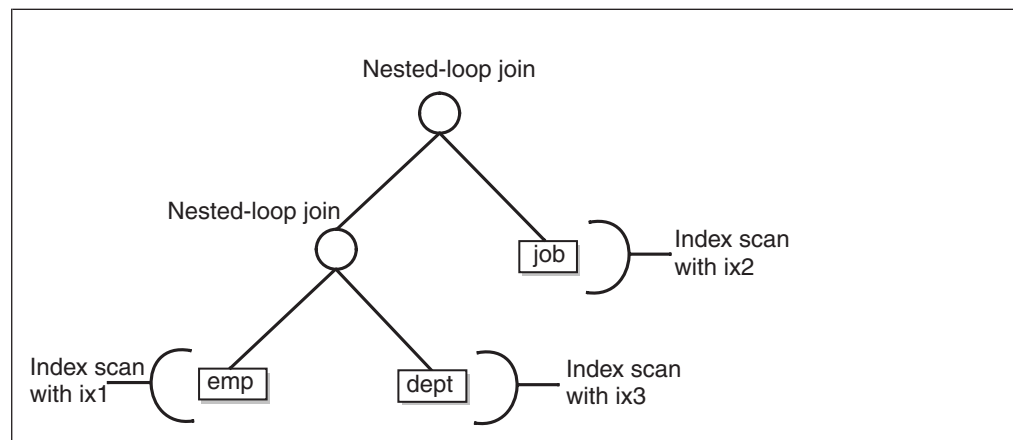 Nested-loop join
Nested-loop join
job
Index scan
with ix2
Index scan
with ix1
emp
dept
Index scan
with ix3